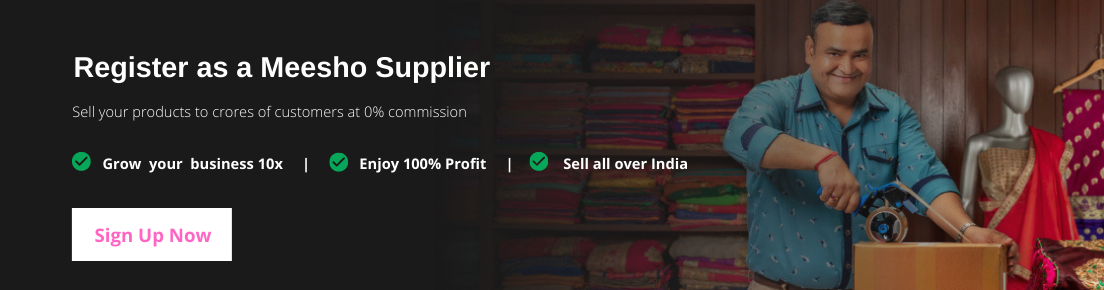 Register as a Meesho Supplier
Sell your products to crores of customers at 0% commission
Grow your business 10x | Enjoy 100% Profit | Sell all over India
Sign Up Now